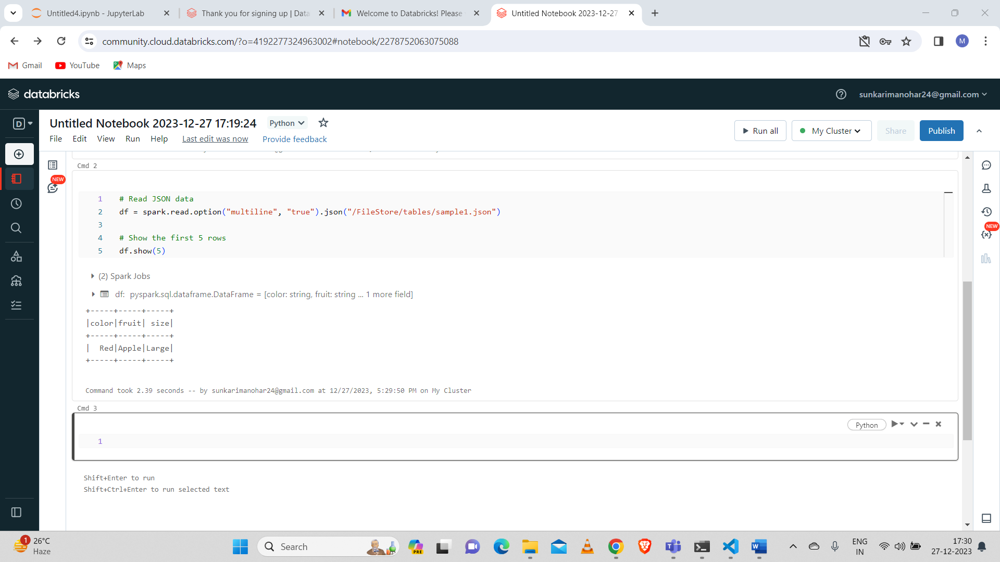 Untitled4.ipynb - JupyterLab
Thank you for signing up | Data
Welcome to Databricks! Please
Untitled Notebook 2023-12-27
community.cloud.databricks.com/?o=4192277324963002#notebook/2278752063075088
M
Gmail
YouTube
Maps
databricks
sunkarimanohar24@gmail.com
D
Untitled Notebook 2023-12-27 17:19:24
Python
File
Edit
View
Run
Help
Last edit was now
Provide feedback
Run all
My Cluster
Share
Publish
NEW
NEW
Cmd 2
1 # Read JSON data
2 df = spark.read.option("multiline", "true").json("/FileStore/tables/sample1.json")
3
4 # Show the first 5 rows
5 df.show(5)
(2) Spark Jobs
df: pyspark.sql.dataframe.DataFrame = [color: string, fruit: string ... 1 more field]
+-----+-----+-----+
|color|fruit| size|
+-----+-----+-----+
|  Red|Apple|Large|
+-----+-----+-----+
Command took 2.39 seconds -- by sunkarimanohar24@gmail.com at 12/27/2023, 5:29:50 PM on My Cluster
Cmd 3
Python
1
Shift+Enter to run
Shift+Ctrl+Enter to run selected text
1
26°C
Haze
Search
PRE
ENG
IN
17:30
27-12-2023